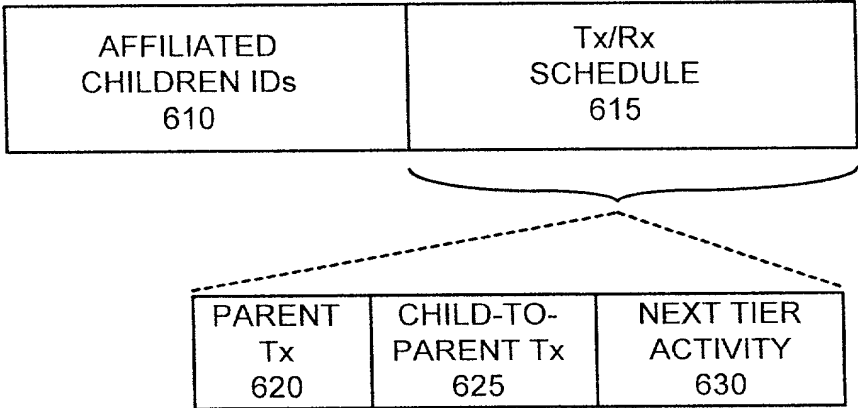 AFFILIATED
CHILDREN IDs
610
Tx/Rx
SCHEDULE
615
PARENT
Tx
620
CHILD-TO-
PARENT Tx
625
NEXT TIER
ACTIVITY
630